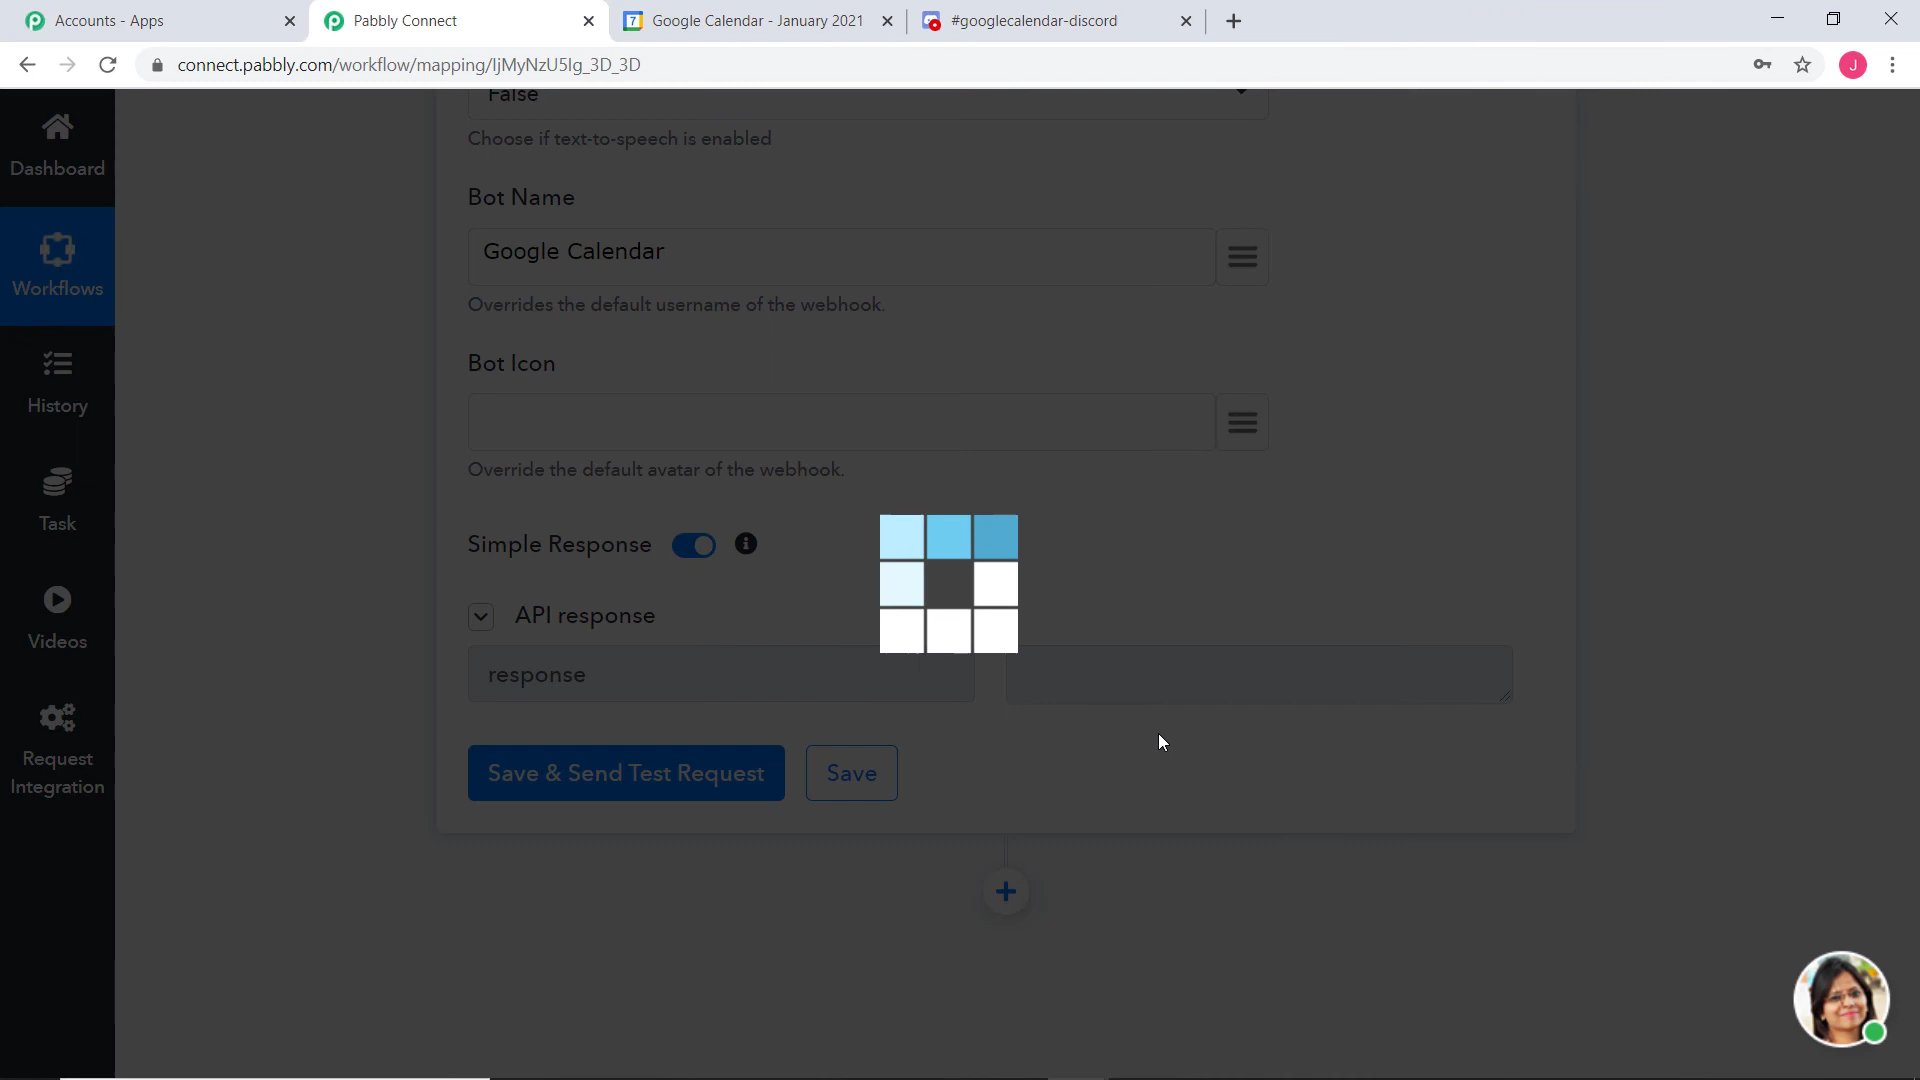 Accounts - Apps
Pabbly Connect
7 Google Calendar - January 2021
#googlecalendar-discord
connect.pabbly.com/workflow/mapping/IjMyNzU5Ig_3D_3D
J
False
Choose if text-to-speech is enabled
Dashboard
Bot Name
Google Calendar
Workflows
Overrides the default username of the webhook.
Bot Icon
History
Override the default avatar of the webhook.
Task
Simple Response
API response
Videos
response
Request
Integration
Save & Send Test Request
Save